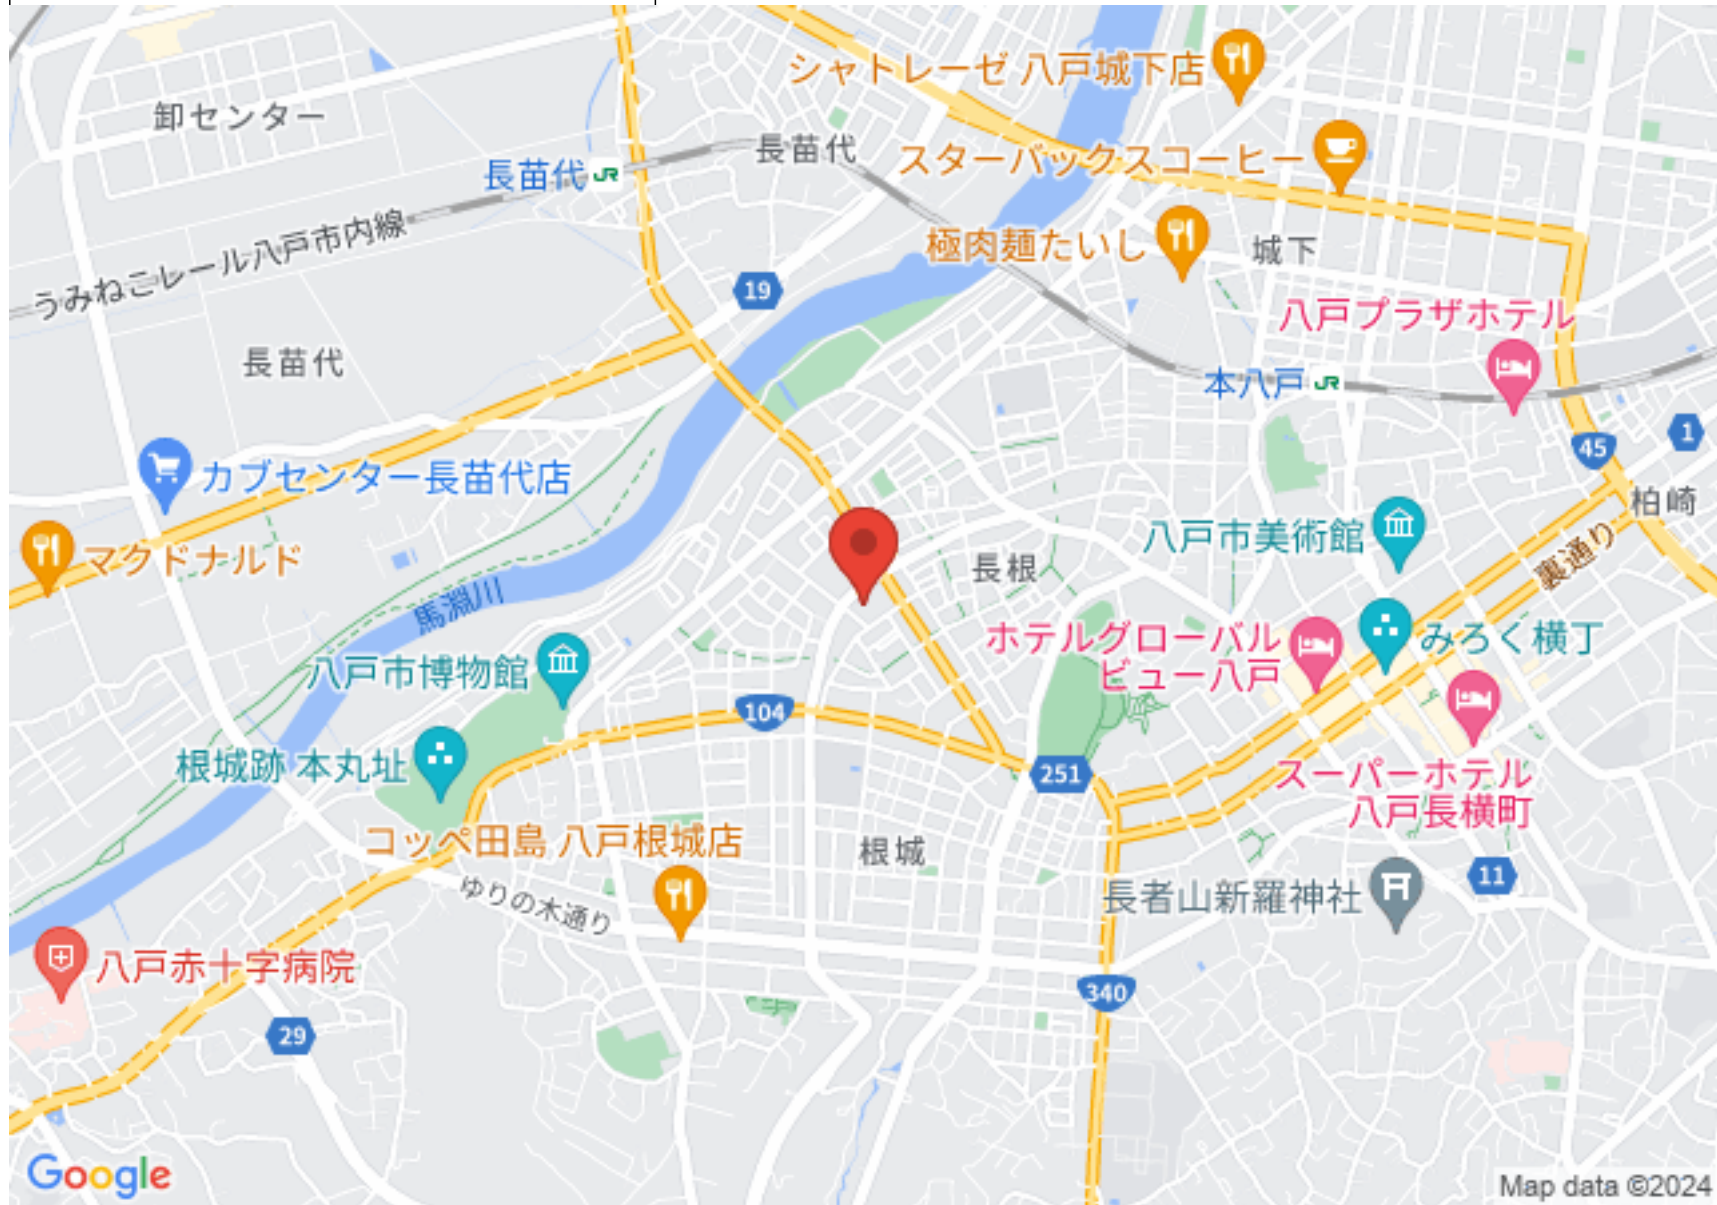 シャトレーゼ 八戸城下店
卸センター
長苗代
スターバックスコーヒー
長苗代 JR
うみねこレール八戸市内線
極肉麺たいし
城下
19
八戸プラザホテル
長苗代
本八戸 JR
1
45
カブセンター長苗代店
柏崎
八戸市美術館
マクドナルド
裏通り
長根
馬淵川
ホテルグローバル
ビュー八戸
みろく横丁
八戸市博物館
104
根城跡 本丸址
251
スーパーホテル
八戸長横町
コッペ田島 八戸根城店
根城
11
ゆりの木通り
長者山新羅神社
八戸赤十字病院
340
29
Google
Map data ©2024